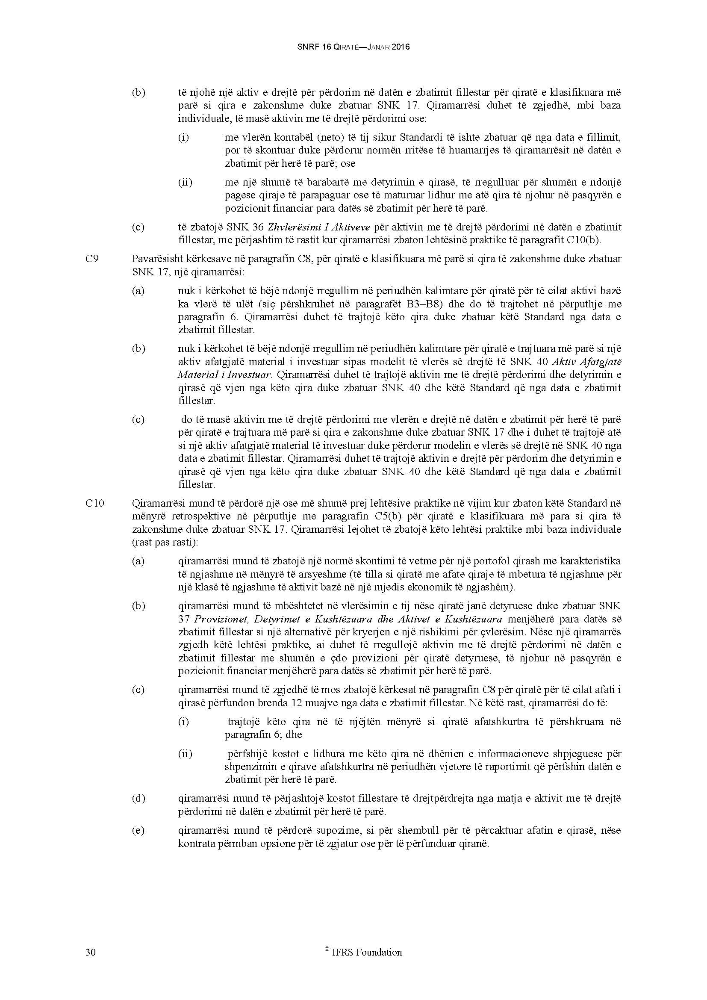 SNRF 16 QIRATË—JANAR 2016
(b) të njohë një aktiv e drejtë për përdorim në datën e zbatimit fillestar për qiratë e klasifikuara më
parë si qira e zakonshme duke zbatuar SNK 17. Qiramarrësi duhet të zgjedhë, mbi baza
individuale, të masë aktivin me të drejtë përdorimi ose:
(i) me vlerën kontabël (neto) të tij sikur Standardi të ishte zbatuar që nga data e fillimit,
por të skontuar duke përdorur normën rritëse të huamarrjes të qiramarrësit në datën e
zbatimit për herë të parë; ose
(ii) me një shumë të barabartë me detyrimin e qirasë, të rregulluar për shumën e ndonjë
pagese qiraje të parapaguar ose të maturuar lidhur me atë qira të njohur në pasqyrën e
pozicionit financiar para datës së zbatimit për herë të parë.
(c) të zbatojë SNK 36 Zhvlerësimi I Aktiveve për aktivin me të drejtë përdorimi në datën e zbatimit
fillestar, me përjashtim të rastit kur qiramarrësi zbaton lehtësinë praktike të paragrafit C10(b).
C9 Pavarësisht kërkesave në paragrafin C8, për qiratë e klasifikuara më parë si qira të zakonshme duke zbatuar
SNK 17, një qiramarrësi:
(a) nuk i kërkohet të bëjë ndonjë rregullim në periudhën kalimtare për qiratë për të cilat aktivi bazë
ka vlerë të ulët (siç përshkruhet në paragrafët B3–B8) dhe do të trajtohet në përputhje me
paragrafin 6. Qiramarrësi duhet të trajtojë këto qira duke zbatuar këtë Standard nga data e
zbatimit fillestar.
(b) nuk i kërkohet të bëjë ndonjë rregullim në periudhën kalimtare për qiratë e trajtuara më parë si një
aktiv afatgjatë material i investuar sipas modelit të vlerës së drejtë të SNK 40 Aktiv Afatgjatë
Material i Investuar. Qiramarrësi duhet të trajtojë aktivin me të drejtë përdorimi dhe detyrimin e
qirasë që vjen nga këto qira duke zbatuar SNK 40 dhe këtë Standard që nga data e zbatimit
fillestar.
(c) do të masë aktivin me të drejtë përdorimi me vlerën e drejtë në datën e zbatimit për herë të parë
për qiratë e trajtuara më parë si qira e zakonshme duke zbatuar SNK 17 dhe i duhet të trajtojë atë
si një aktiv afatgjatë material të investuar duke përdorur modelin e vlerës së drejtë në SNK 40 nga
data e zbatimit fillestar. Qiramarrësi duhet të trajtojë aktivin e drejtë për përdorim dhe detyrimin e
qirasë që vjen nga këto qira duke zbatuar SNK 40 dhe këtë Standard që nga data e zbatimit
fillestar.
C10 Qiramarrësi mund të përdorë një ose më shumë prej lehtësive praktike në vijim kur zbaton këtë Standard në
mënyrë retrospektive në përputhje me paragrafin C5(b) për qiratë e klasifikuara më para si qira të
zakonshme duke zbatuar SNK 17. Qiramarrësi lejohet të zbatojë këto lehtësi praktike mbi baza individuale
(rast pas rasti):
(a) qiramarrësi mund të zbatojë një normë skontimi të vetme për një portofol qirash me karakteristika
të ngjashme në mënyrë të arsyeshme (të tilla si qiratë me afate qiraje të mbetura të ngjashme për
një klasë të ngjashme të aktivit bazë në një mjedis ekonomik të ngjashëm).
(b) qiramarrësi mund të mbështetet në vlerësimin e tij nëse qiratë janë detyruese duke zbatuar SNK
37 Provizionet, Detyrimet e Kushtëzuara dhe Aktivet e Kushtëzuara menjëherë para datës së
zbatimit fillestar si një alternativë për kryerjen e një rishikimi për çvlerësim. Nëse një qiramarrës
zgjedh këtë lehtësi praktike, ai duhet të rregullojë aktivin me të drejtë përdorimi në datën e
zbatimit fillestar me shumën e çdo provizioni për qiratë detyruese, të njohur në pasqyrën e
pozicionit financiar menjëherë para datës së zbatimit për herë të parë.
(c) qiramarrësi mund të zgjedhë të mos zbatojë kërkesat në paragrafin C8 për qiratë për të cilat afati i
qirasë përfundon brenda 12 muajve nga data e zbatimit fillestar. Në këtë rast, qiramarrësi do të:
(i) trajtojë këto qira në të njëjtën mënyrë si qiratë afatshkurtra të përshkruara në
paragrafin 6; dhe
(ii) përfshijë kostot e lidhura me këto qira në dhënien e informacioneve shpjeguese për
shpenzimin e qirave afatshkurtra në periudhën vjetore të raportimit që përfshin datën e
zbatimit për herë të parë.
(d) qiramarrësi mund të përjashtojë kostot fillestare të drejtpërdrejta nga matja e aktivit me të drejtë
përdorimi në datën e zbatimit për herë të parë.
(e) qiramarrësi mund të përdorë supozime, si për shembull për të përcaktuar afatin e qirasë, nëse
kontrata përmban opsione për të zgjatur ose për të përfunduar qiranë.
30 © IFRS Foundation